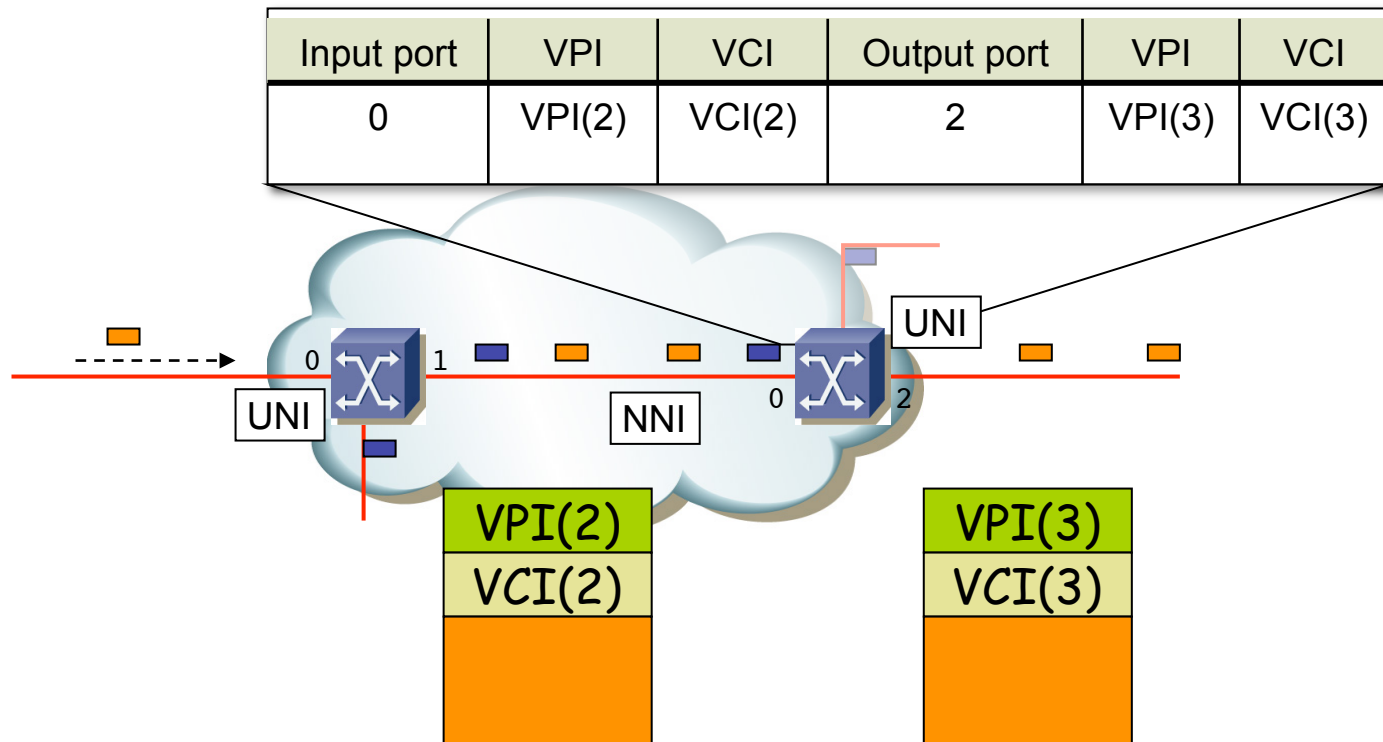 Input port VPI VCI Output port VPI VCI
0 VPI(2) VCI(2) 2 VPI(3) VCI(3)
UNI
0 1
UNI NNI 0 2
VPI(2) VPI(3)
VCI(2) VCI(3)